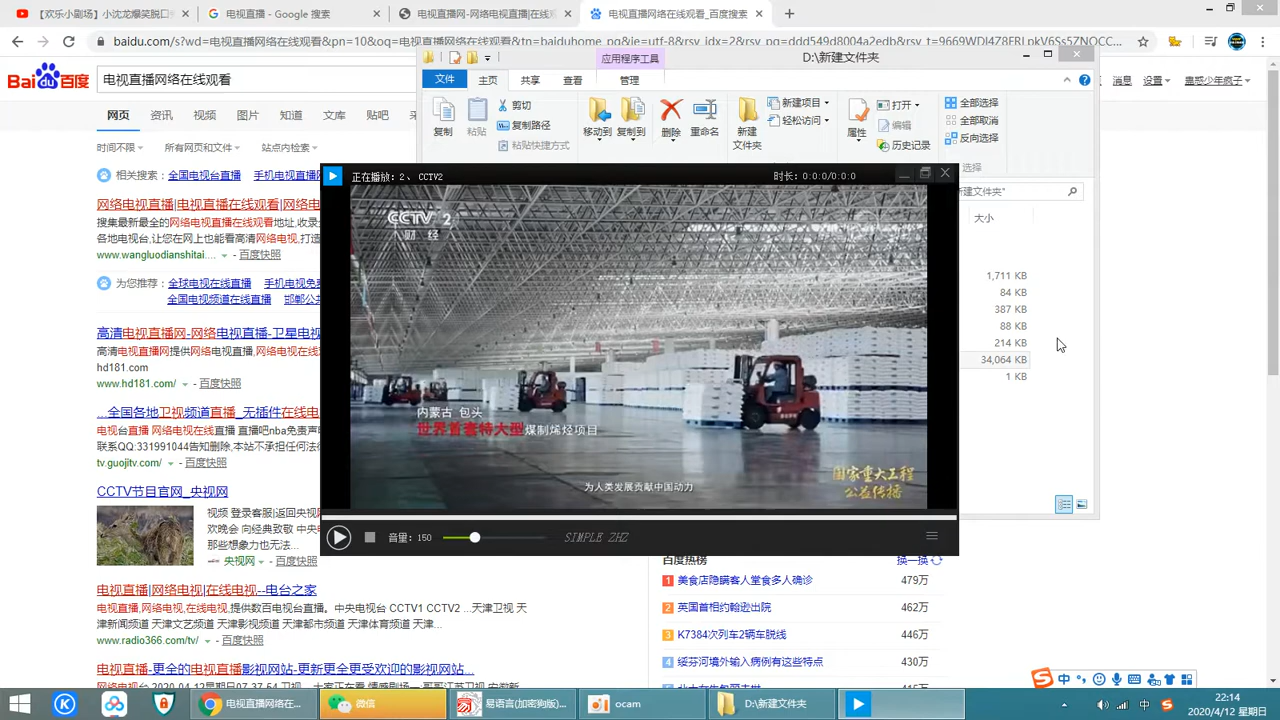 【欢乐小剧场】小沈龙爆笑脱口
电视直播 - Google 搜索
电视直播网-网络电视直播|在线
电视直播网络在线观看_百度搜索
baidu.com/s?wd=电视直播网络在线观看&pn=10&oq=电视直播网络在线观看&tn=baiduhome_pg&ie=utf-8&rsv_idx=2&rsv_pq=ddd549d8004a2edb&rsv_t=9669WDI478FRLpkV6Ss57ZNOCC...
Bai du 百度
电视直播网络在线观看
消息
设置
蛊惑少年疯子
网页
资讯
视频
图片
知道
文库
贴吧
时间不限
所有网页和文件
站点内检索
相关搜索:
全国电视台直播
手机电视直播
网络电视直播|电视直播在线观看|网络电
搜集最新最全的网络电视直播在线观看地址,收录
各地电视台,让您在网上也能看高清网络电视,打造
www.wangluodianshitai....
百度快照
为您推荐:
全球电视在线直播
手机电视免
全国电视频道在线直播
邯郸公共
高清电视直播网-网络电视直播-卫星电视
高清电视直播网提供网络电视直播,网络电视在线
hd181.com/
www.hd181.com/
百度快照
...全国各地卫视频道直播_无插件在线电
电视台直播 网络电视在线直播 直播吧nba免费声
联系QQ:331991044告知删除 本站不承担任何法
tv.guojitv.com/
百度快照
CCTV节目官网_央视网
视频 登录客服|返回央视网
欢晚会 向经典致敬 中央电
那些想象力也无法...
央视网
百度快照
电视直播|网络电视|在线电视--电台之家
电视直播,网络电视,在线电视,提供数百电视台直播。中央电视台 CCTV1 CCTV2 ...天津卫视 天
津新闻频道 天津文艺频道 天津影视频道 天津都市频道 天津体育频道 天津...
www.radio366.com/tv/
百度快照
电视直播-更全的电视直播影视网站-更新更全更受欢迎的影视网站...
百度热榜
换一换
1 美食店隐瞒客人堂食多人确诊 479万
2 英国首相约翰逊出院 462万
3 K7384次列车2辆车脱线 446万
4 绥芬河境外输入病例有这些特点 430万
应用程序工具
D:\新建文件夹
文件
主页
共享
查看
管理
复制
粘贴
剪切
复制路径
粘贴快捷方式
移动到
复制到
删除
重命名
新建
文件夹
新建项目
轻松访问
属性
打开
编辑
历史记录
全部选择
全部取消
反向选择
选择
新建文件夹"
大小
1,711 KB
84 KB
387 KB
88 KB
214 KB
34,064 KB
1 KB
正在播放: 2、 CCTV2
时长: 0:0:0/0:0:0
CCTV 2
财 经
内蒙古 包头
世界首套特大型煤制烯烃项目
国家重大工程
公益传播
为人类发展贡献中国动力
音量: 150
SIMPLE ZHZ
电视直播网络在...
微信
易语言(加密狗版)...
ocam
D:\新建文件夹
中
22:14
2020/4/12 星期日